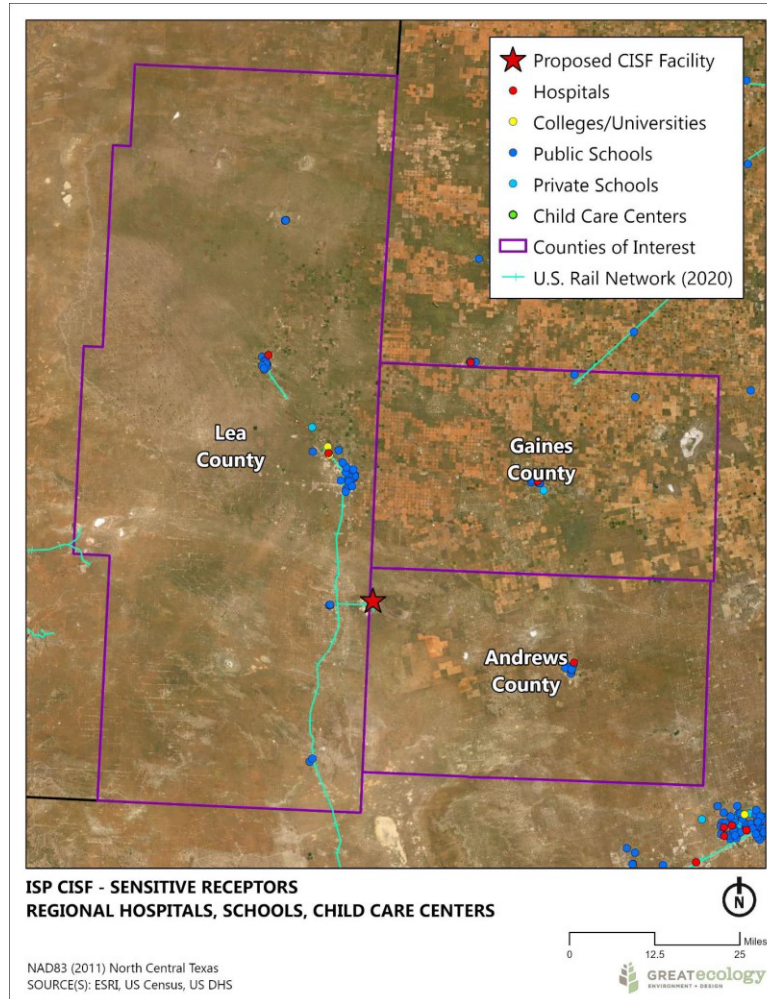 Proposed CISF Facility
Hospitals
Colleges/Universities
Public Schools
Private Schools
Child Care Centers
Counties of Interest
U.S. Rail Network (2020)
Lea
County
Gaines
County
Andrews
County
ISP CISF - SENSITIVE RECEPTORS
REGIONAL HOSPITALS, SCHOOLS, CHILD CARE CENTERS
N
Miles
0 12.5 25
NAD83 (2011) North Central Texas
SOURCE(S): ESRI, US Census, US DHS
GREATecology
ENVIRONMENT + DESIGN